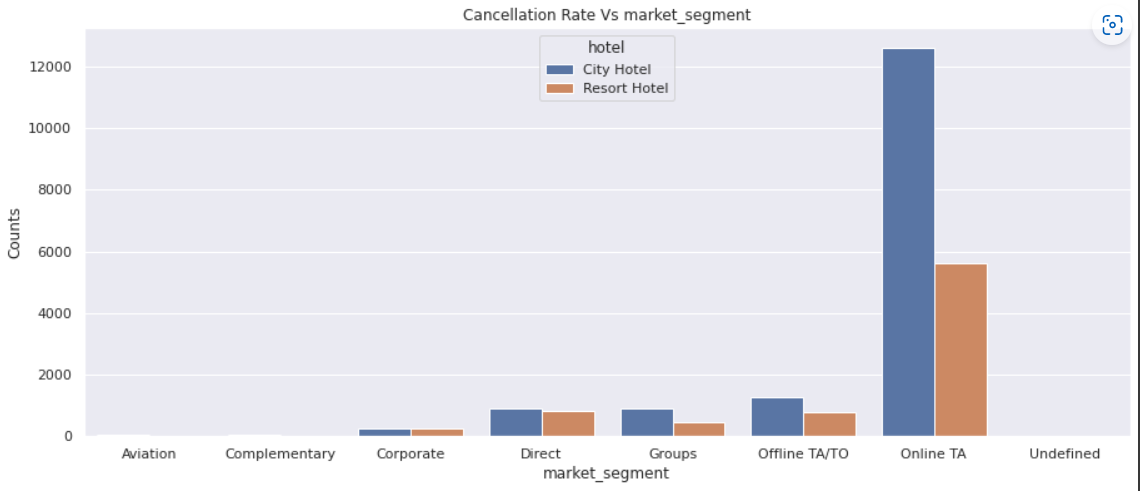 Cancellation Rate Vs market_segment
hotel
City Hotel
Resort Hotel
Counts
12000
10000
8000
6000
4000
2000
0
Aviation Complementary Corporate Direct Groups Offline TA/TO Online TA Undefined
market_segment